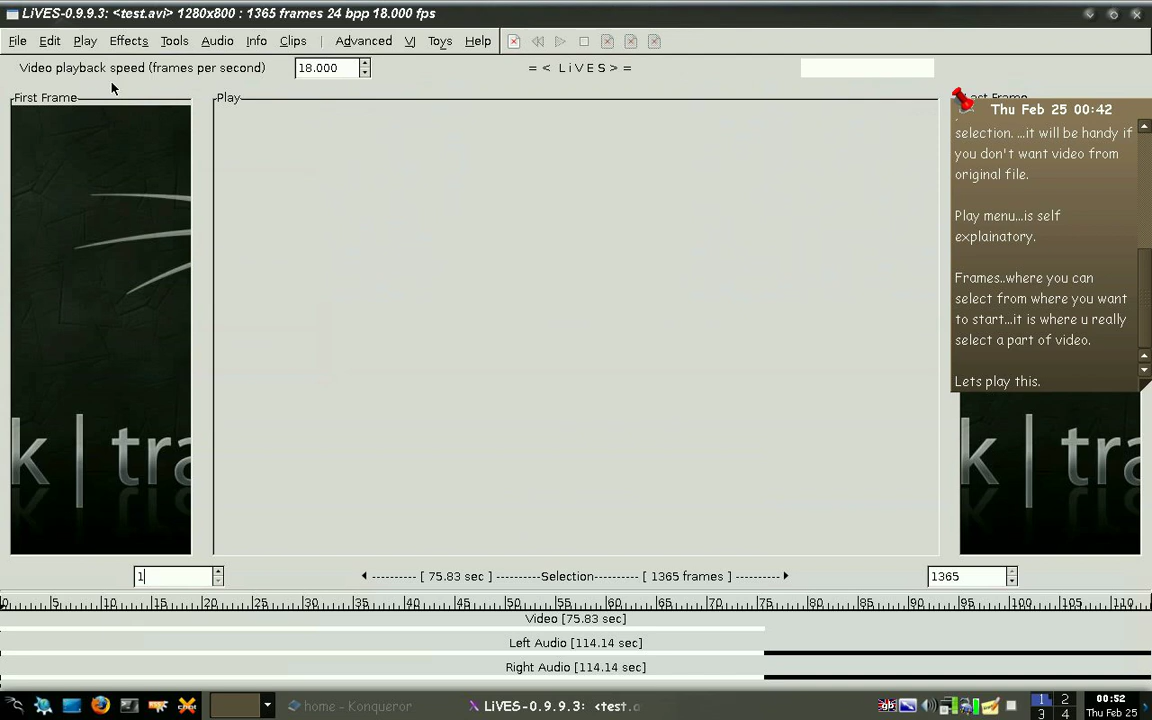 LiVES-0.9.9.3: <test.avi> 1280x800 : 1365 frames 24 bpp 18.000 fps
File Edit Play Effects Tools Audio Info Clips | Advanced VJ Toys Help
Video playback speed (frames per second) 18.000 = < L i V E S > =
First Frame Play
Thu Feb 25 00:42
selection. ...it will be handy if
you don't want video from
original file.
Play menu...is self
explainatory.
Frames..where you can
select from where you want
to start...it is where u really
select a part of video.
Lets play this.
k | tra
k | tra
1 ---------- [ 75.83 sec ] ----------Selection---------- [ 1365 frames ] ---------- 1365
0 5 10 15 20 25 30 35 40 45 50 55 60 65 70 75 80 85 90 95 100 105 110
Video [75.83 sec]
Left Audio [114.14 sec]
Right Audio [114.14 sec]
home - Konqueror LiVES-0.9.9.3: <test.a
gb 1 2 3 4
00:52
Thu Feb 25